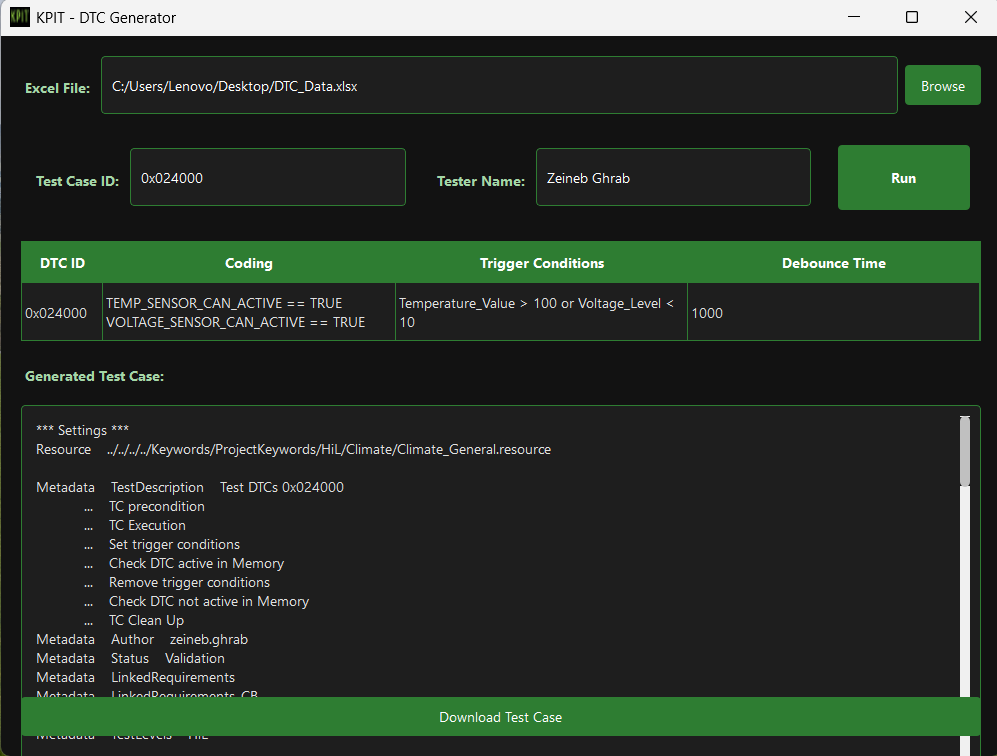 KPIT KPIT - DTC Generator
Excel File: C:/Users/Lenovo/Desktop/DTC_Data.xlsx Browse
Test Case ID: 0x024000 Tester Name: Zeineb Ghrab Run
DTC ID Coding Trigger Conditions Debounce Time
0x024000 TEMP_SENSOR_CAN_ACTIVE == TRUE Temperature_Value > 100 or Voltage_Level < 1000
VOLTAGE_SENSOR_CAN_ACTIVE == TRUE 10
Generated Test Case:
*** Settings ***
Resource ../../../../Keywords/ProjectKeywords/HiL/Climate/Climate_General.resource
Metadata TestDescription Test DTCs 0x024000
... TC precondition
... TC Execution
... Set trigger conditions
... Check DTC active in Memory
... Remove trigger conditions
... Check DTC not active in Memory
... TC Clean Up
Metadata Author zeineb.ghrab
Metadata Status Validation
Metadata LinkedRequirements
Metadata LinkedRequirements_CB
Download Test Case
Metadata TestLevels HiL